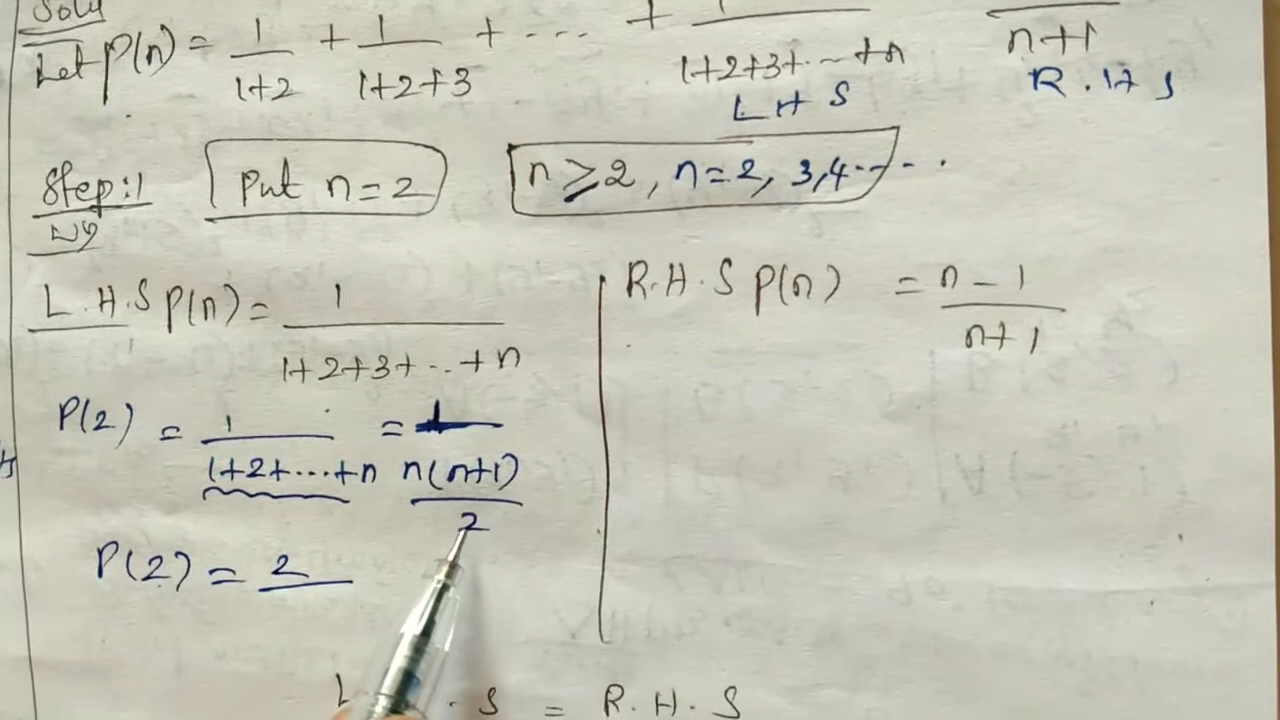 Soln
Let P(n) = 1/(1+2) + 1/(1+2+3) + ... + 1/(1+2+3+...+n) n+1
L H S R.H S
Step:1 Put n=2 n ≥ 2, n=2, 3,4.....
L.H.S P(n) = 1/(1+2+3+...+n)
R.H.S P(n) = (n-1)/(n+1)
P(2) = 1/(1+2+...+n) = 1/(n(n+1)/2)
P(2) = 2
L . S = R.H.S